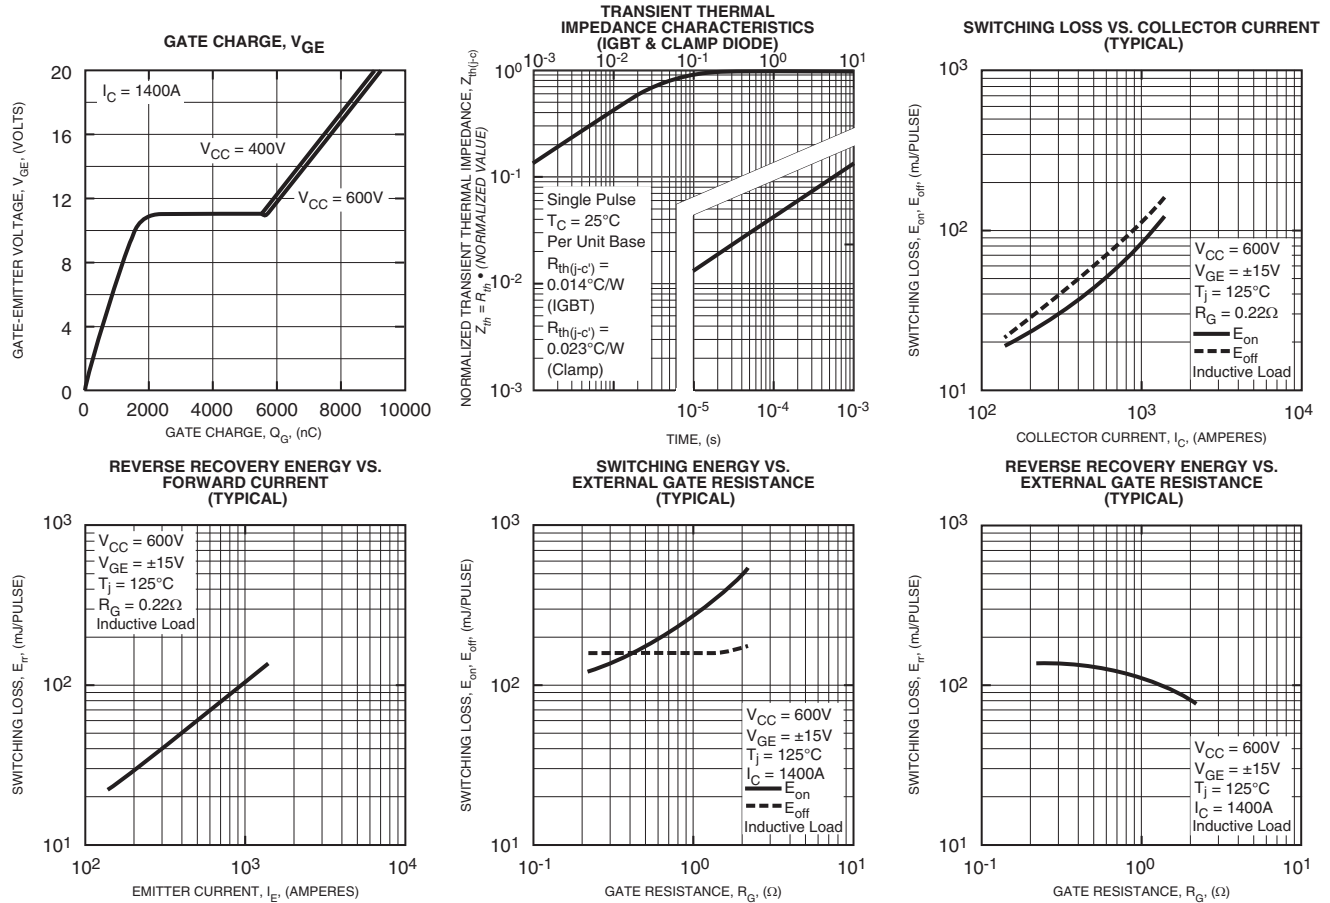 GATE CHARGE, VGE
20
16
12
8
4
0
IC = 1400A
VCC = 400V
VCC = 600V
0 2000 4000 6000 8000 10000
GATE CHARGE, QG, (nC)
GATE-EMITTER VOLTAGE, VGE, (VOLTS)
TRANSIENT THERMAL
IMPEDANCE CHARACTERISTICS
(IGBT & CLAMP DIODE)
10-3 10-2 10-1 100 101
100
10-1
10-2
10-3
Single Pulse
TC = 25°C
Per Unit Base
Rth(j-c') =
0.014°C/W
(IGBT)
Rth(j-c') =
0.023°C/W
(Clamp)
10-5 10-4 10-3
TIME, (s)
NORMALIZED TRANSIENT THERMAL IMPEDANCE, Zth(j-c)
Zth = Rth • (NORMALIZED VALUE)
SWITCHING LOSS VS. COLLECTOR CURRENT
(TYPICAL)
103
102
101
VCC = 600V
VGE = ±15V
Tj = 125°C
RG = 0.22Ω
Eon
Eoff
Inductive Load
102 103 104
COLLECTOR CURRENT, IC, (AMPERES)
SWITCHING LOSS, Eon, Eoff, (mJ/PULSE)
REVERSE RECOVERY ENERGY VS.
FORWARD CURRENT
(TYPICAL)
103
102
101
VCC = 600V
VGE = ±15V
Tj = 125°C
RG = 0.22Ω
Inductive Load
102 103 104
EMITTER CURRENT, IE, (AMPERES)
SWITCHING LOSS, Err, (mJ/PULSE)
SWITCHING ENERGY VS.
EXTERNAL GATE RESISTANCE
(TYPICAL)
103
102
101
VCC = 600V
VGE = ±15V
Tj = 125°C
IC = 1400A
Eon
Eoff
Inductive Load
10-1 100 101
GATE RESISTANCE, RG, (Ω)
SWITCHING LOSS, Eon, Eoff, (mJ/PULSE)
REVERSE RECOVERY ENERGY VS.
EXTERNAL GATE RESISTANCE
(TYPICAL)
103
102
101
VCC = 600V
VGE = ±15V
Tj = 125°C
IC = 1400A
Inductive Load
10-1 100 101
GATE RESISTANCE, RG, (Ω)
SWITCHING LOSS, Err, (mJ/PULSE)